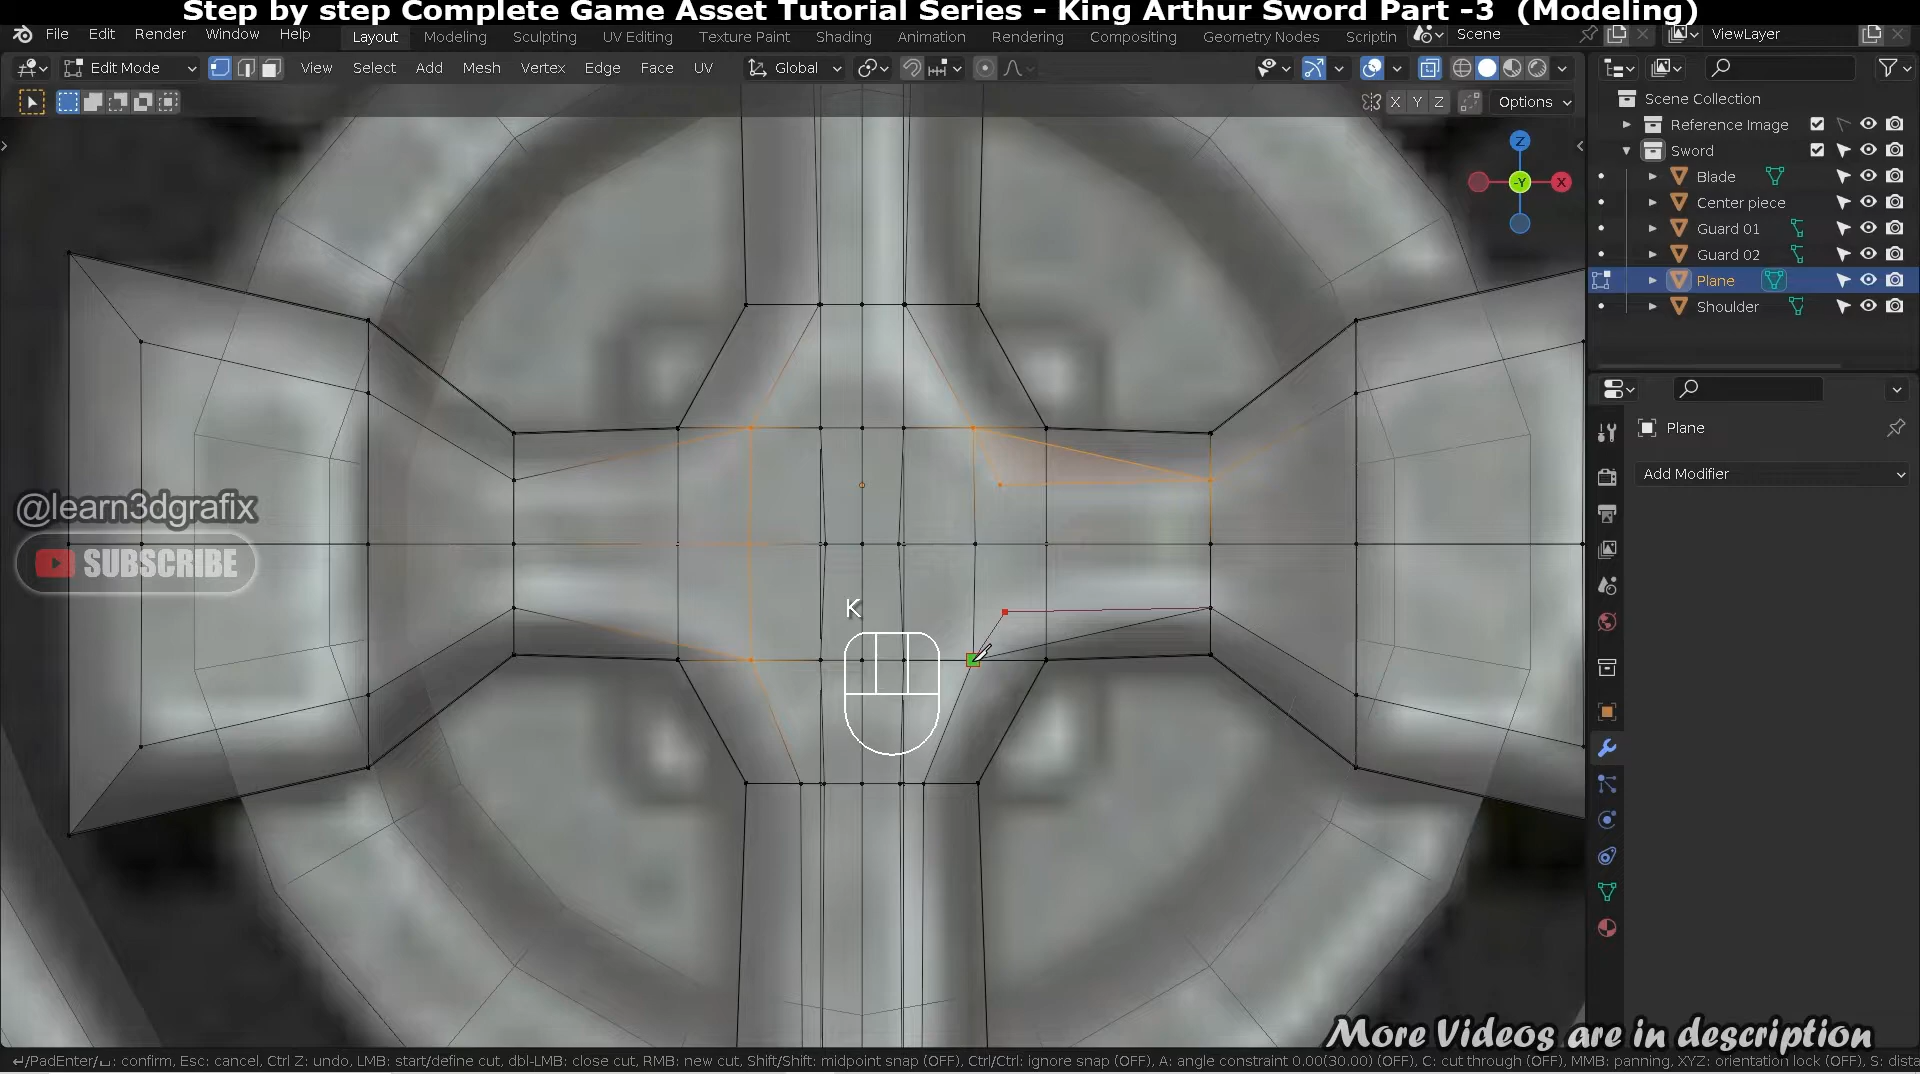 Step by step Complete Game Asset Tutorial Series - King Arthur Sword Part -3 (Modeling)
File Edit Render Window Help Layout Modeling Sculpting UV Editing Texture Paint Shading Animation Rendering Compositing Geometry Nodes Scriptin Scene ViewLayer
Edit Mode View Select Add Mesh Vertex Edge Face UV Global
X Y Z Options
Scene Collection
Reference Image
Sword
Blade
Center piece
Guard 01
Guard 02
Plane
Shoulder
Z
-Y
X
Plane
Add Modifier
@learn3dgrafix
SUBSCRIBE
K
More Videos are in description
/PadEnter/ : confirm, Esc: cancel, Ctrl Z: undo, LMB: start/define cut, dbl-LMB: close cut, RMB: new cut, Shift/Shift: midpoint snap (OFF), Ctrl/Ctrl: ignore snap (OFF), A: angle constraint 0.00(30.00) (OFF), C: cut through (OFF), MMB: panning, XYZ: orientation lock (OFF), S: dista